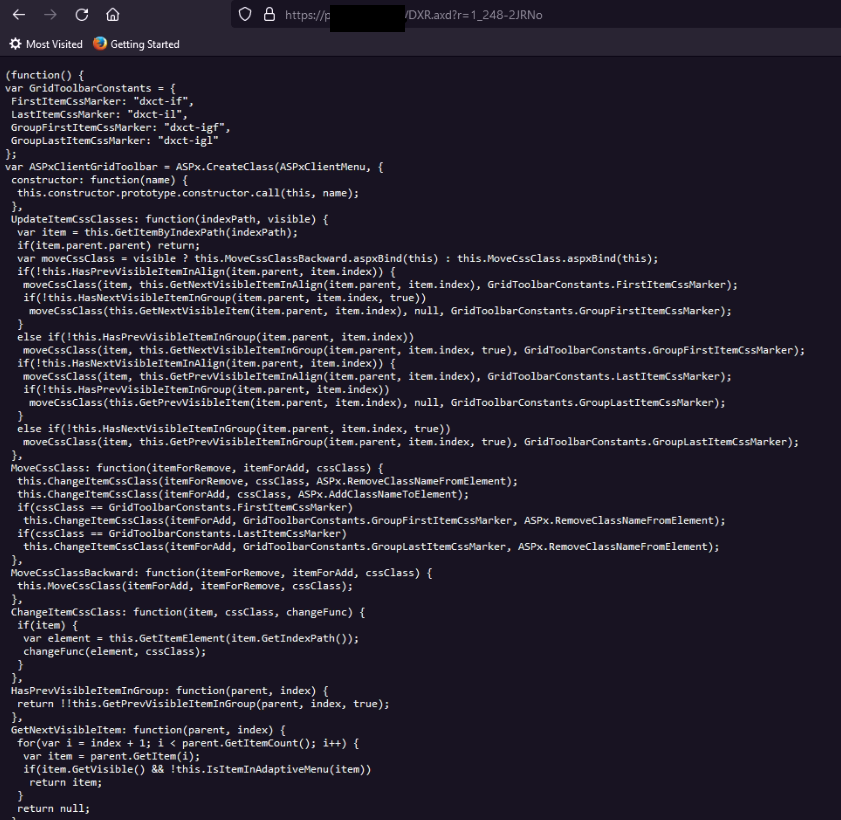 https://p /DXR.axd?r=1_248-2JRNo
Most Visited Getting Started
(function() {
var GridToolbarConstants = {
FirstItemCssMarker: "dxct-if",
LastItemCssMarker: "dxct-il",
GroupFirstItemCssMarker: "dxct-igf",
GroupLastItemCssMarker: "dxct-igl"
};
var ASPxClientGridToolbar = ASPx.CreateClass(ASPxClientMenu, {
constructor: function(name) {
this.constructor.prototype.constructor.call(this, name);
},
UpdateItemCssClasses: function(indexPath, visible) {
var item = this.GetItemByIndexPath(indexPath);
if(item.parent.parent) return;
var moveCssClass = visible ? this.MoveCssClassBackward.aspxBind(this) : this.MoveCssClass.aspxBind(this);
if(!this.HasPrevVisibleItemInAlign(item.parent, item.index)) {
moveCssClass(item, this.GetNextVisibleItemInAlign(item.parent, item.index), GridToolbarConstants.FirstItemCssMarker);
if(!this.HasNextVisibleItemInGroup(item.parent, item.index, true))
moveCssClass(this.GetNextVisibleItem(item.parent, item.index), null, GridToolbarConstants.GroupFirstItemCssMarker);
}
else if(!this.HasPrevVisibleItemInGroup(item.parent, item.index))
moveCssClass(item, this.GetNextVisibleItemInGroup(item.parent, item.index, true), GridToolbarConstants.GroupFirstItemCssMarker);
if(!this.HasNextVisibleItemInAlign(item.parent, item.index)) {
moveCssClass(item, this.GetPrevVisibleItemInAlign(item.parent, item.index), GridToolbarConstants.LastItemCssMarker);
if(!this.HasPrevVisibleItemInGroup(item.parent, item.index))
moveCssClass(this.GetPrevVisibleItem(item.parent, item.index), null, GridToolbarConstants.GroupLastItemCssMarker);
}
else if(!this.HasNextVisibleItemInGroup(item.parent, item.index, true))
moveCssClass(item, this.GetPrevVisibleItemInGroup(item.parent, item.index, true), GridToolbarConstants.GroupLastItemCssMarker);
},
MoveCssClass: function(itemForRemove, itemForAdd, cssClass) {
this.ChangeItemCssClass(itemForRemove, cssClass, ASPx.RemoveClassNameFromElement);
this.ChangeItemCssClass(itemForAdd, cssClass, ASPx.AddClassNameToElement);
if(cssClass == GridToolbarConstants.FirstItemCssMarker)
this.ChangeItemCssClass(itemForAdd, GridToolbarConstants.GroupFirstItemCssMarker, ASPx.RemoveClassNameFromElement);
if(cssClass == GridToolbarConstants.LastItemCssMarker)
this.ChangeItemCssClass(itemForAdd, GridToolbarConstants.GroupLastItemCssMarker, ASPx.RemoveClassNameFromElement);
},
MoveCssClassBackward: function(itemForRemove, itemForAdd, cssClass) {
this.MoveCssClass(itemForAdd, itemForRemove, cssClass);
},
ChangeItemCssClass: function(item, cssClass, changeFunc) {
if(item) {
var element = this.GetItemElement(item.GetIndexPath());
changeFunc(element, cssClass);
}
},
HasPrevVisibleItemInGroup: function(parent, index) {
return !!this.GetPrevVisibleItemInGroup(parent, index, true);
},
GetNextVisibleItem: function(parent, index) {
for(var i = index + 1; i < parent.GetItemCount(); i++) {
var item = parent.GetItem(i);
if(item.GetVisible() && !this.IsItemInAdaptiveMenu(item))
return item;
}
return null;